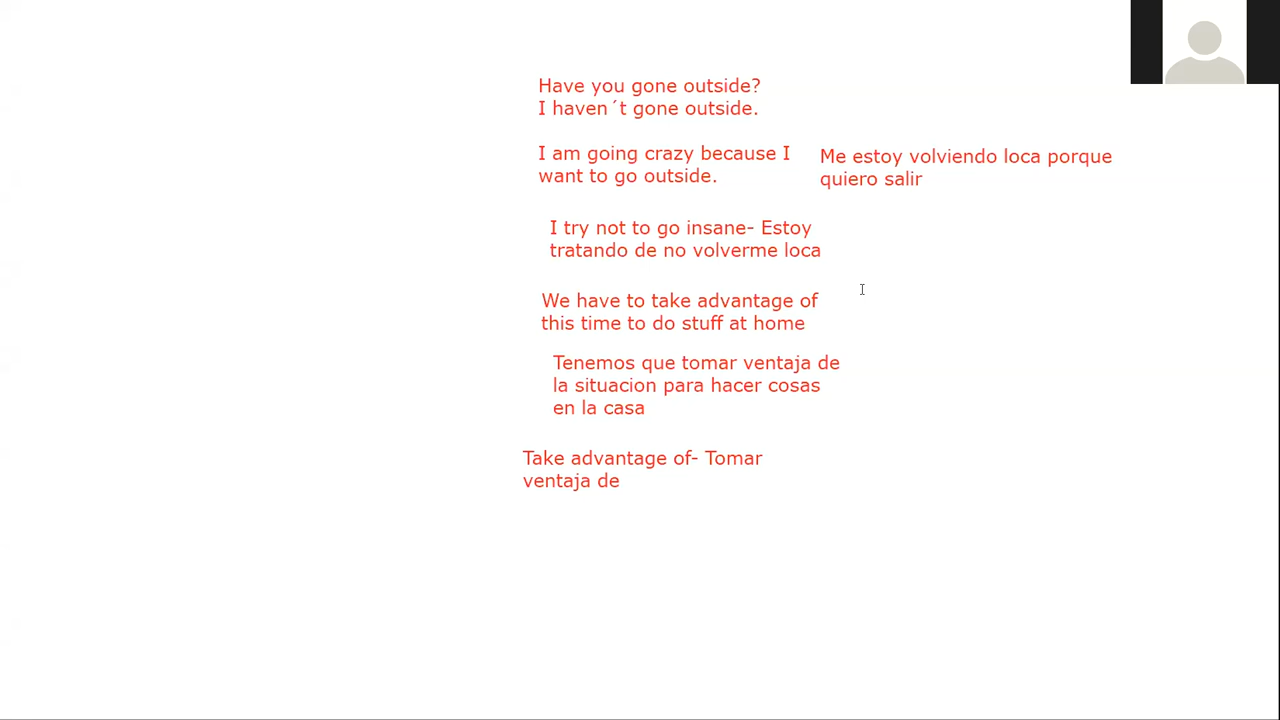 Have you gone outside?
I haven´t gone outside.
I am going crazy because I
want to go outside.
Me estoy volviendo loca porque
quiero salir
I try not to go insane- Estoy
tratando de no volverme loca
We have to take advantage of
this time to do stuff at home
Tenemos que tomar ventaja de
la situacion para hacer cosas
en la casa
Take advantage of- Tomar
ventaja de